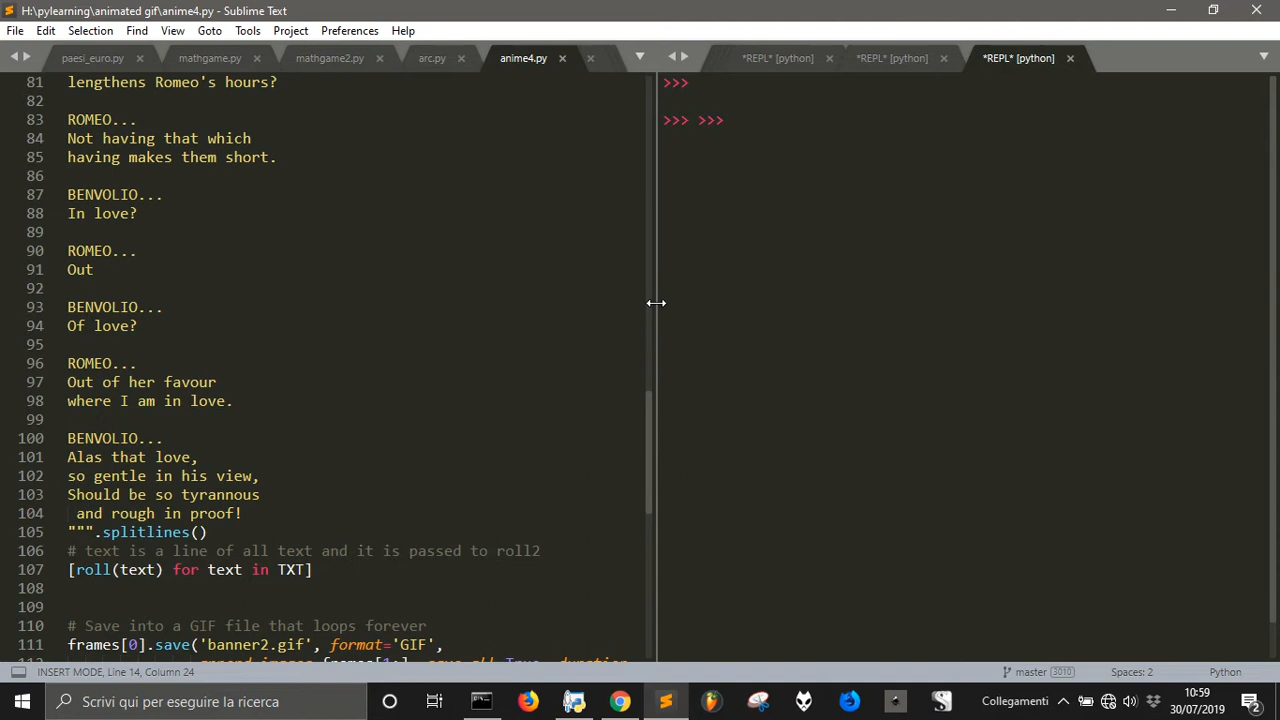 H:\pylearning\animated gif\anime4.py - Sublime Text
File Edit Selection Find View Goto Tools Project Preferences Help
paesi_euro.py mathgame.py mathgame2.py arc.py anime4.py *REPL* [python] *REPL* [python] *REPL* [python]
81 lengthens Romeo's hours?
82
83 ROMEO...
84 Not having that which
85 having makes them short.
86
87 BENVOLIO...
88 In love?
89
90 ROMEO...
91 Out
92
93 BENVOLIO...
94 Of love?
95
96 ROMEO...
97 Out of her favour
98 where I am in love.
99
100 BENVOLIO...
101 Alas that love,
102 so gentle in his view,
103 Should be so tyrannous
104 and rough in proof!
105 """.splitlines()
106 # text is a line of all text and it is passed to roll2
107 [roll(text) for text in TXT]
108
109
110 # Save into a GIF file that loops forever
111 frames[0].save('banner2.gif', format='GIF',
>>>
>>> >>>
INSERT MODE, Line 14, Column 24 master 3010 Spaces: 2 Python
Scrivi qui per eseguire la ricerca
Collegamenti
10:59
30/07/2019
2